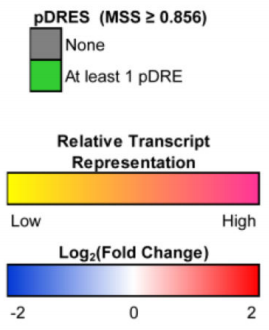 pDRES (MSS ≥ 0.856)
None
At least 1 pDRE
Relative Transcript
Representation
Low High
Log₂(Fold Change)
-2 0 2